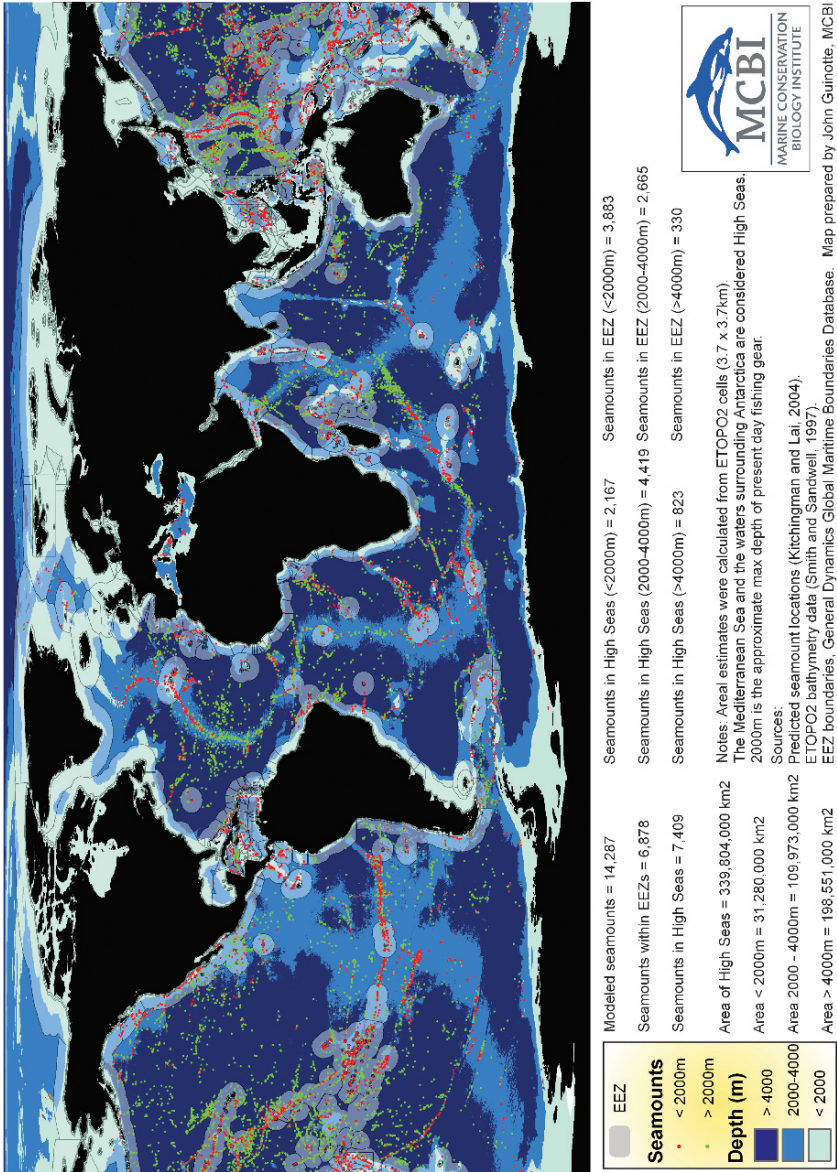 EEZ
Seamounts
< 2000m
> 2000m
Depth (m)
> 4000
2000-4000
< 2000
Modeled seamounts = 14,287
Seamounts within EEZs = 6,878
Seamounts in High Seas = 7,409
Area of High Seas = 339,804,000 km2
Area < 2000m = 31,280,000 km2
Area 2000 - 4000m = 109,973,000 km2
Area > 4000m = 198,551,000 km2
Seamounts in High Seas (<2000m) = 2,167
Seamounts in High Seas (2000-4000m) = 4,419
Seamounts in High Seas (>4000m) = 823
Seamounts in EEZ (<2000m) = 3,883
Seamounts in EEZ (2000-4000m) = 2,665
Seamounts in EEZ (>4000m) = 330
Notes: Areal estimates were calculated from ETOPO2 cells (3.7 x 3.7km).
The Mediterranean Sea and the waters surrounding Antarctica are considered High Seas.
2000m is the approximate max depth of present day fishing gear.
Sources:
Predicted seamount locations (Kitchingman and Lai, 2004).
ETOPO2 bathymetry data (Smith and Sandwell, 1997).
EEZ boundaries, General Dynamics Global Maritime Boundaries Database. Map prepared by John Guinotte, MCBI
MCBI
MARINE CONSERVATION
BIOLOGY INSTITUTE